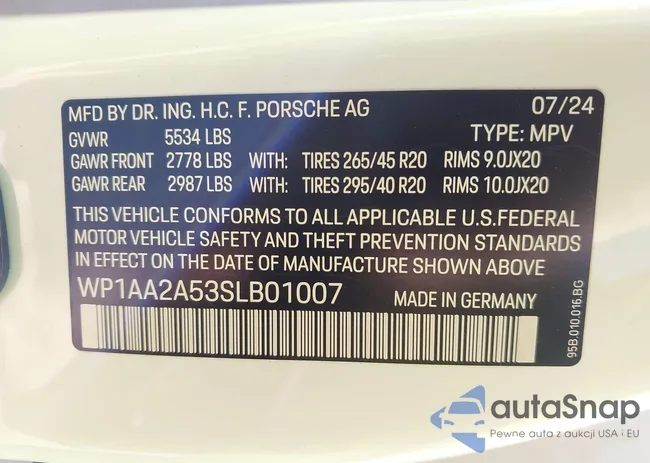 MFD BY DR. ING. H.C. F. PORSCHE AG 07/24
GVWR 5534 LBS TYPE: MPV
GAWR FRONT 2778 LBS WITH: TIRES 265/45 R20 RIMS 9.0JX20
GAWR REAR 2987 LBS WITH: TIRES 295/40 R20 RIMS 10.0JX20
THIS VEHICLE CONFORMS TO ALL APPLICABLE U.S.FEDERAL
MOTOR VEHICLE SAFETY AND THEFT PREVENTION STANDARDS
IN EFFECT ON THE DATE OF MANUFACTURE SHOWN ABOVE
WP1AA2A53SLB01007 MADE IN GERMANY
95B.010.016.BG
autaSnap
Pewne auta z aukcji USA i EU